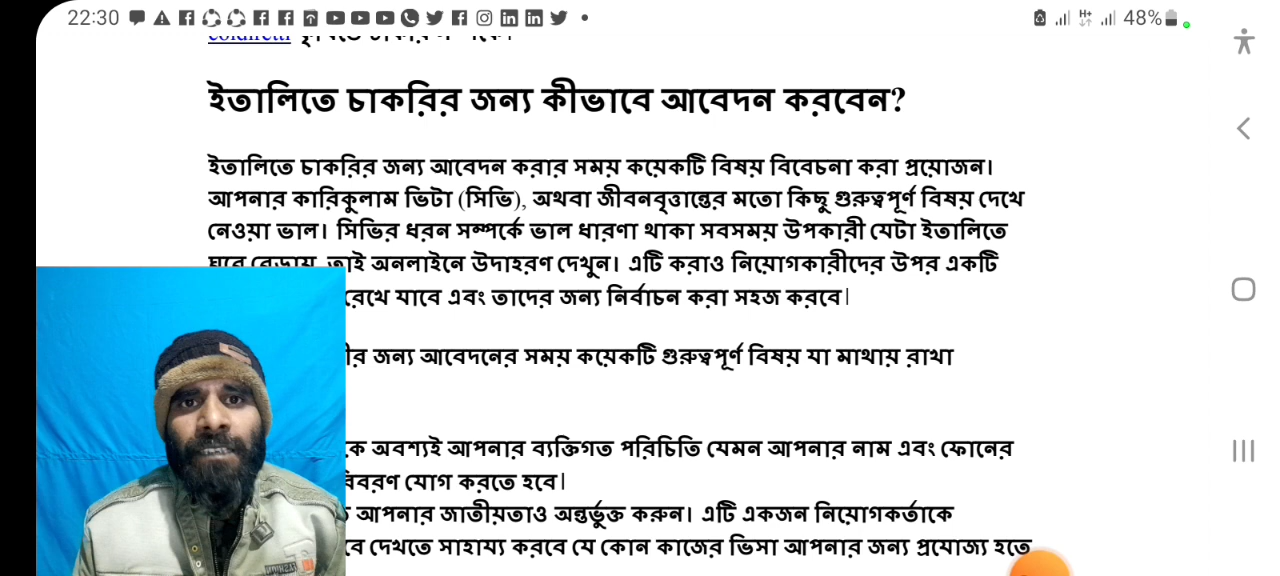 22:30
48%
ইতালিতে চাকরির জন্য কীভাবে আবেদন করবেন?
ইতালিতে চাকরির জন্য আবেদন করার সময় কয়েকটি বিষয় বিবেচনা করা প্রয়োজন।
আপনার কারিকুলাম ভিটা (সিভি), অথবা জীবনবৃত্তান্তের মতো কিছু গুরুত্বপূর্ণ বিষয় দেখে
নেওয়া ভাল। সিভির ধরন সম্পর্কে ভাল ধারণা থাকা সবসময় উপকারী যেটা ইতালিতে
তাই অনলাইনে উদাহরণ দেখুন। এটি করাও নিয়োগকারীদের উপর একটি
রেখে যাবে এবং তাদের জন্য নির্বাচন করা সহজ করবে।
জন্য আবেদনের সময় কয়েকটি গুরুত্বপূর্ণ বিষয় যা মাথায় রাখা
অবশ্যই আপনার ব্যক্তিগত পরিচিতি যেমন আপনার নাম এবং ফোনের
যোগ করতে হবে।
আপনার জাতীয়তাও অন্তর্ভুক্ত করুন। এটি একজন নিয়োগকর্তাকে
দেখতে সাহায্য করবে যে কোন কাজের ভিসা আপনার জন্য প্রযোজ্য হতে